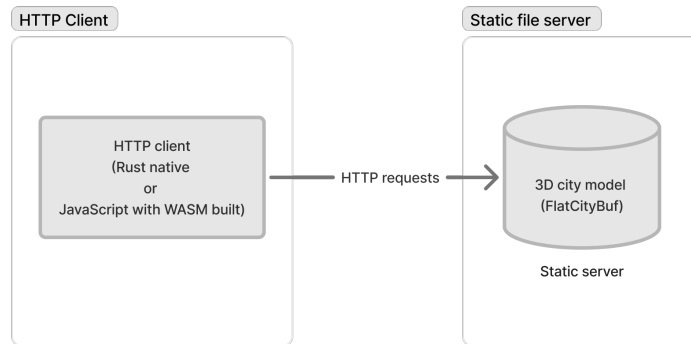 HTTP Client
Static file server
HTTP client
(Rust native
or
JavaScript with WASM built)
HTTP requests
3D city model
(FlatCityBuf)
Static server